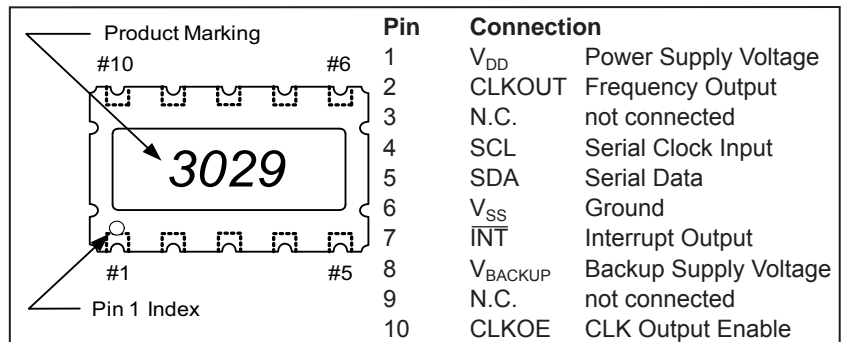 Product Marking
#10 #6
3029
#1 #5
Pin 1 Index
Pin Connection
1 VDD Power Supply Voltage
2 CLKOUT Frequency Output
3 N.C. not connected
4 SCL Serial Clock Input
5 SDA Serial Data
6 VSS Ground
7 I̅N̅T̅ Interrupt Output
8 VBACKUP Backup Supply Voltage
9 N.C. not connected
10 CLKOE CLK Output Enable